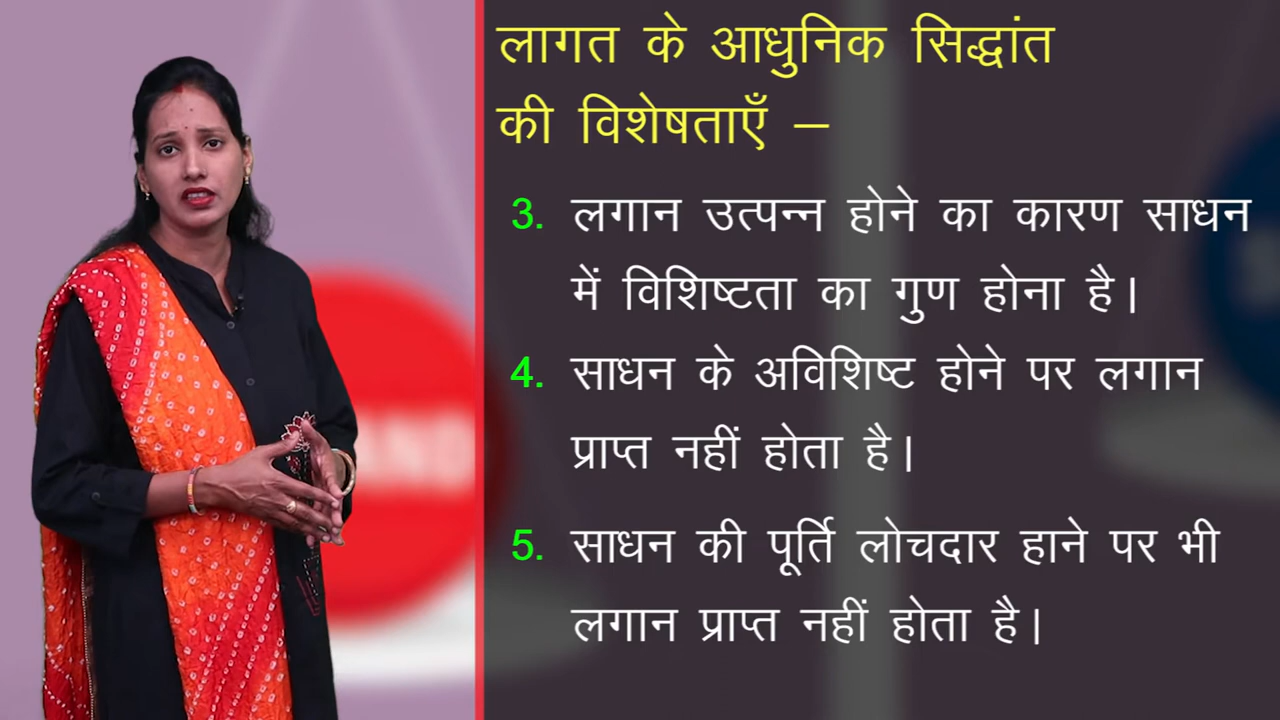 लागत के आधुनिक सिद्धांत
की विशेषताएँ –
3. लगान उत्पन्न होने का कारण साधन
में विशिष्टता का गुण होना है।
4. साधन के अविशिष्ट होने पर लगान
प्राप्त नहीं होता है।
5. साधन की पूर्ति लोचदार हाने पर भी
लगान प्राप्त नहीं होता है।